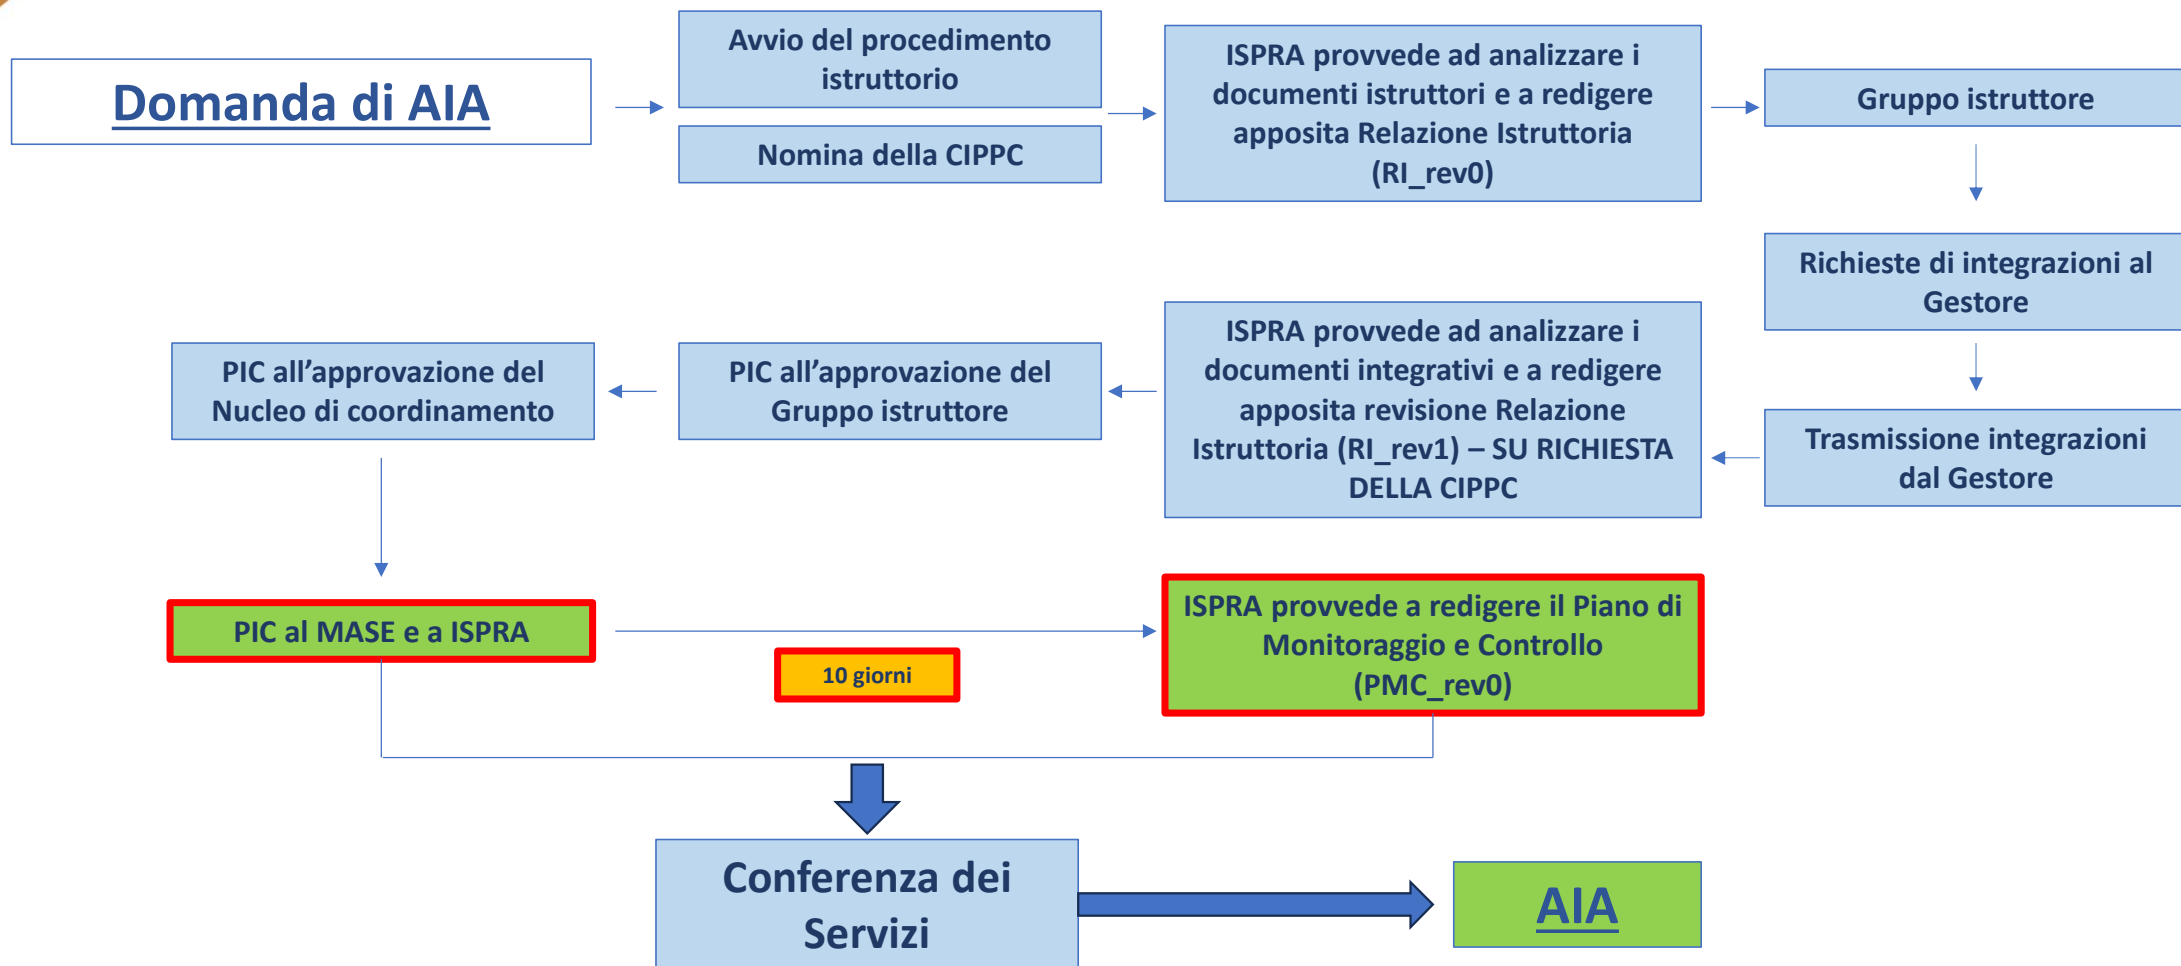 Domanda di AIA
Avvio del procedimento
istruttorio
Nomina della CIPPC
ISPRA provvede ad analizzare i
documenti istruttori e a redigere
apposita Relazione Istruttoria
(RI_rev0)
Gruppo istruttore
Richieste di integrazioni al
Gestore
Trasmissione integrazioni
dal Gestore
ISPRA provvede ad analizzare i
documenti integrativi e a redigere
apposita revisione Relazione
Istruttoria (RI_rev1) – SU RICHIESTA
DELLA CIPPC
PIC all’approvazione del
Gruppo istruttore
PIC all’approvazione del
Nucleo di coordinamento
PIC al MASE e a ISPRA
10 giorni
ISPRA provvede a redigere il Piano di
Monitoraggio e Controllo
(PMC_rev0)
Conferenza dei
Servizi
AIA